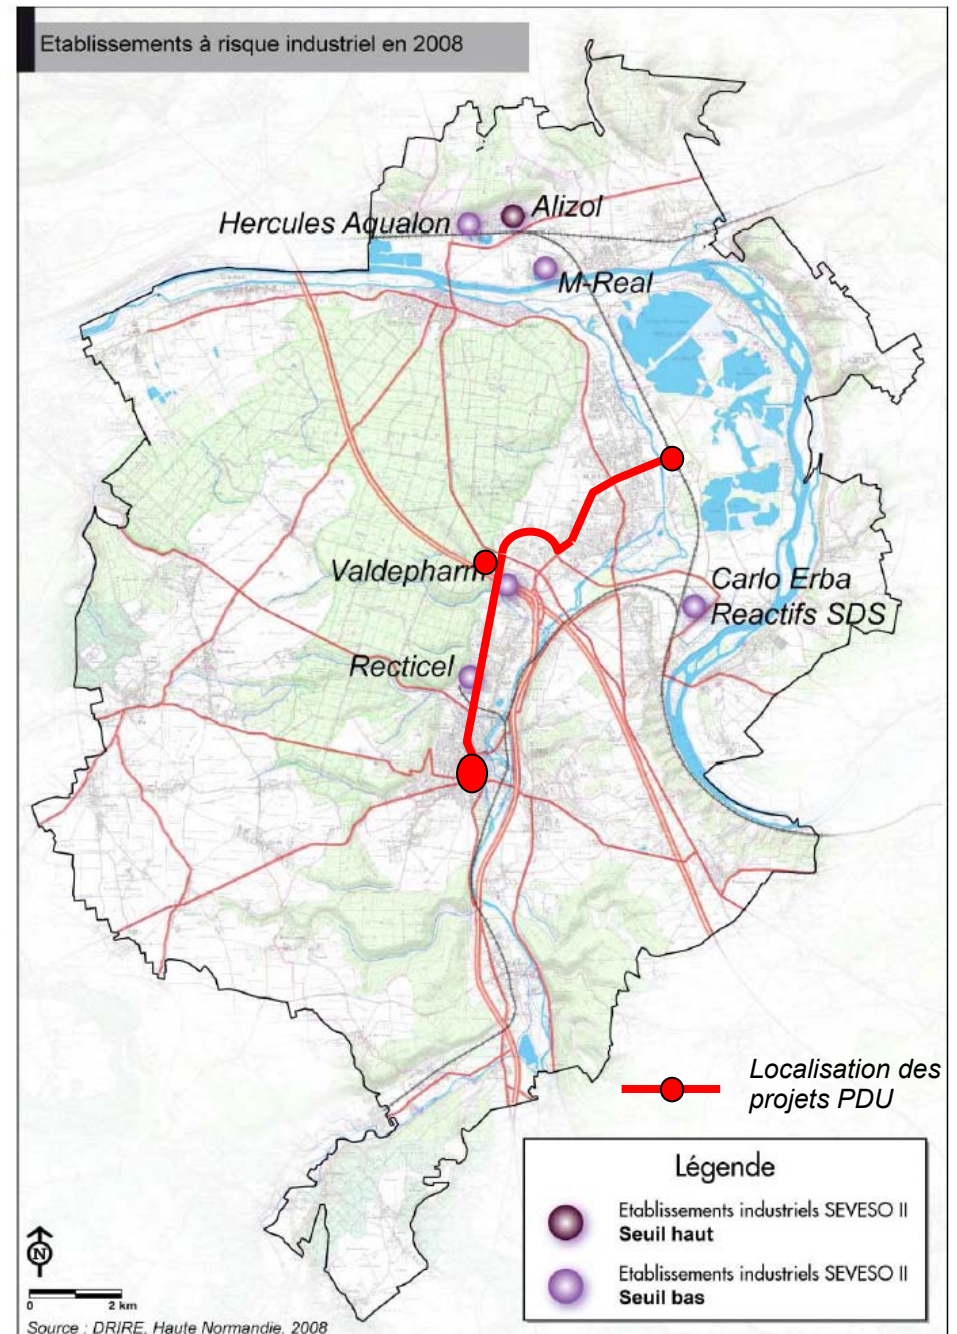 Etablissements à risque industriel en 2008
Alizol
Hercules Aqualon
M-Real
Valdepharm
Carlo Erba
Reactifs SDS
Recticel
Localisation des
projets PDU
Légende
Etablissements industriels SEVESO II
Seuil haut
Etablissements industriels SEVESO II
Seuil bas
N
0 2 km
Source : DRIRE, Haute Normandie, 2008